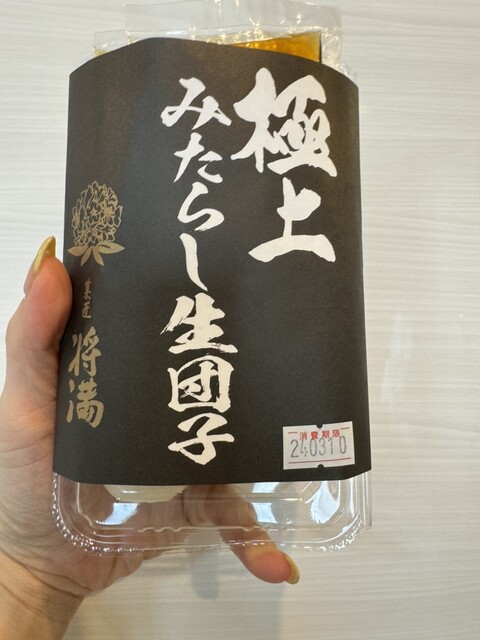 極上
みたらし生団子
菓匠
将満
消費期限
240310